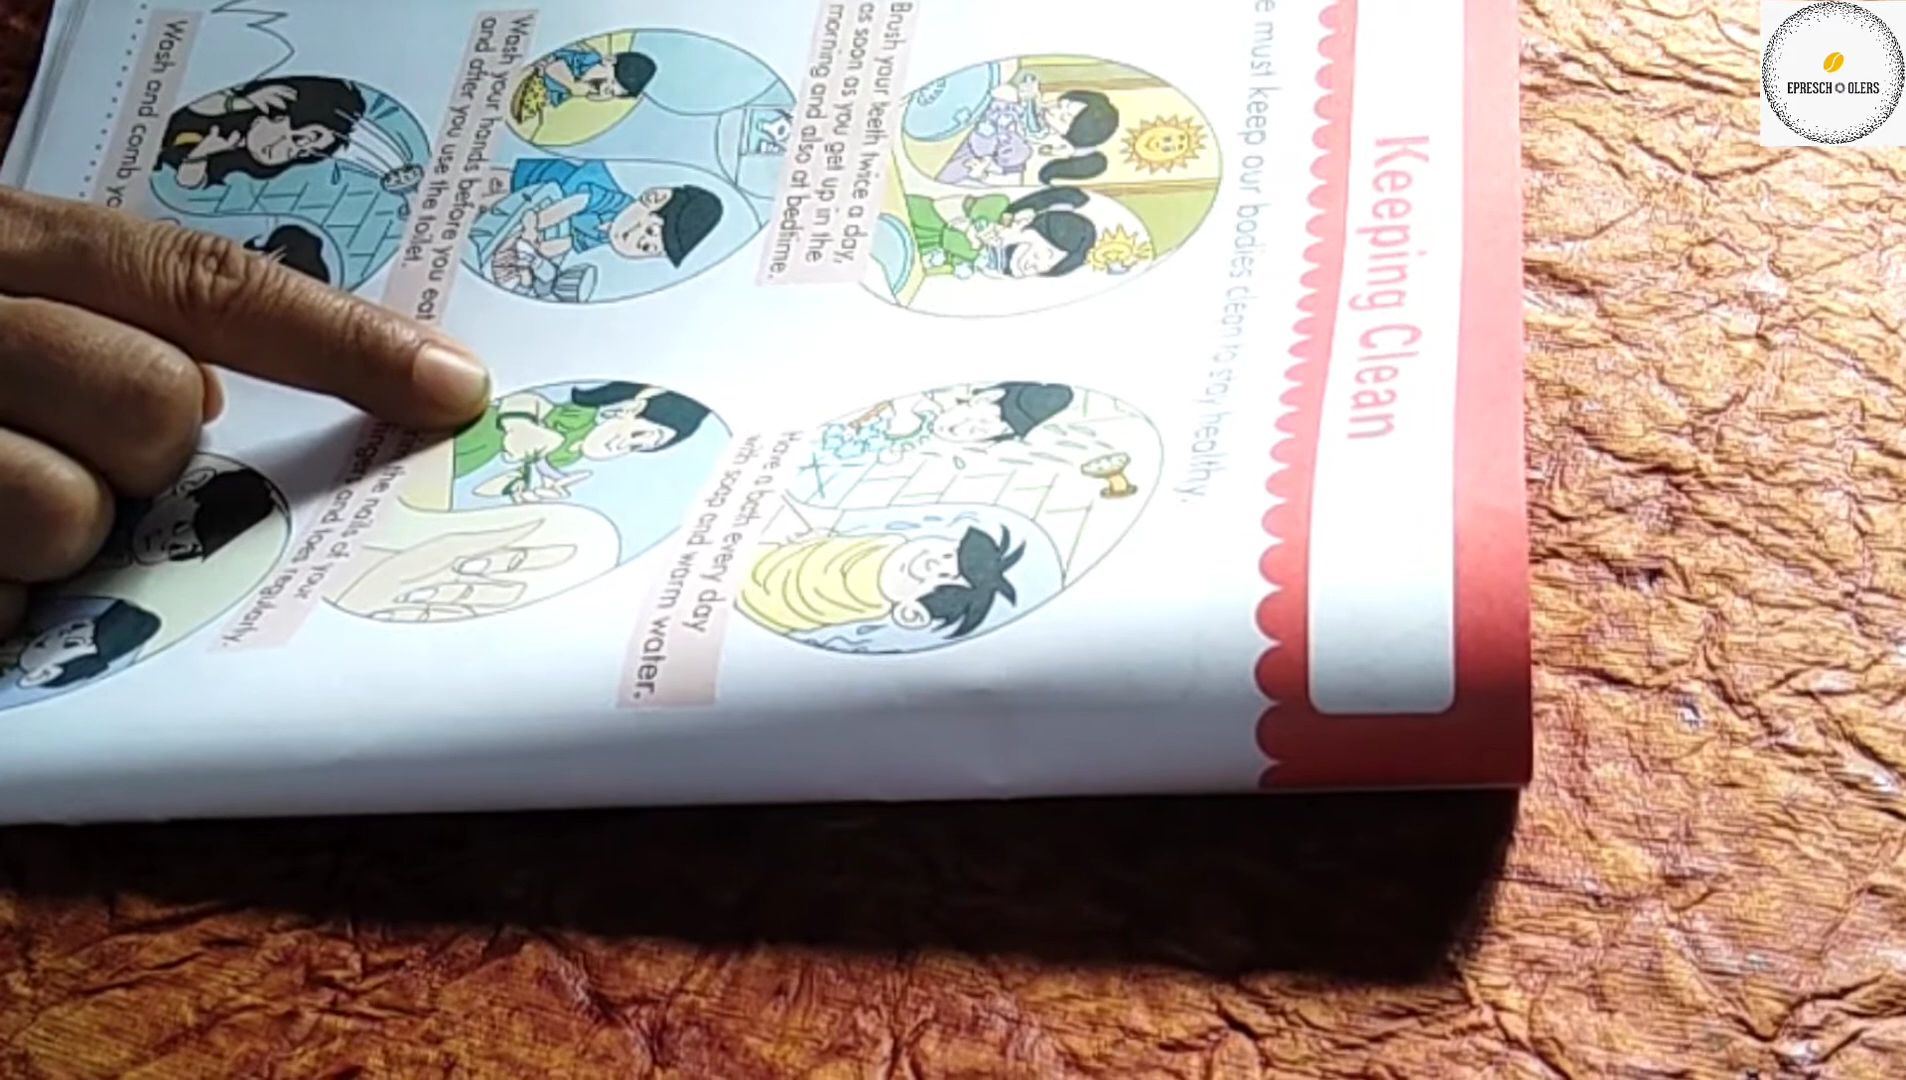 Keeping Clean
must keep our bodies clean to stay healthy.
Brush your teeth twice a day,
as soon as you get up in the
morning and also at bedtime.
Have a bath every day
with soap and warm water.
Wash your hands before you eat
and after you use the toilet.
the nails of your
fingers and toes regularly.
Wash and comb
EPRESCH OLERS